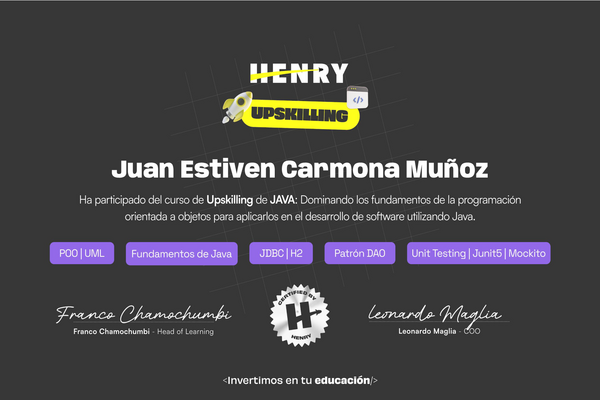 HENRY
</>
UPSKILLING
Juan Estiven Carmona Muñoz
Ha participado del curso de Upskilling de JAVA: Dominando los fundamentos de la programación
orientada a objetos para aplicarlos en el desarrollo de software utilizando Java.
POO | UML
Fundamentos de Java
JDBC | H2
Patrón DAO
Unit Testing | Junit5 | Mockito
Franco Chamochumbi
Franco Chamochumbi - Head of Learning
CERTIFIED BY
H
HENRY
Leonardo Maglia
Leonardo Maglia - COO
<Invertimos en tu educación/>